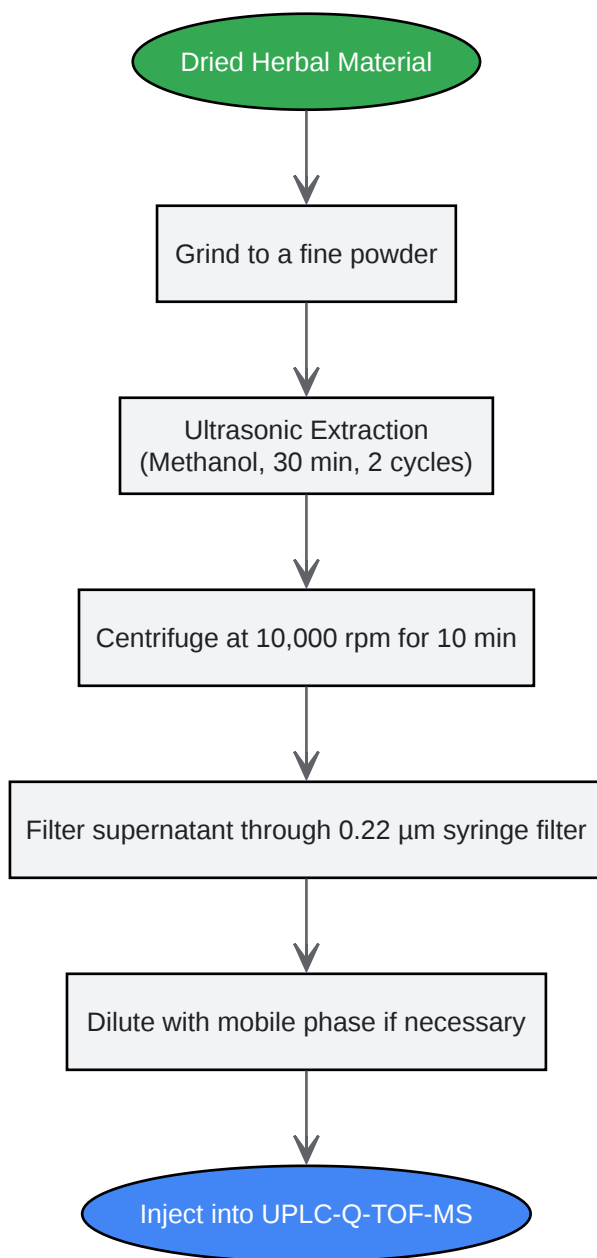 Dried Herbal Material
Grind to a fine powder
Ultrasonic Extraction
(Methanol, 30 min, 2 cycles)
Centrifuge at 10,000 rpm for 10 min
Filter supernatant through 0.22 µm syringe filter
Dilute with mobile phase if necessary
Inject into UPLC-Q-TOF-MS